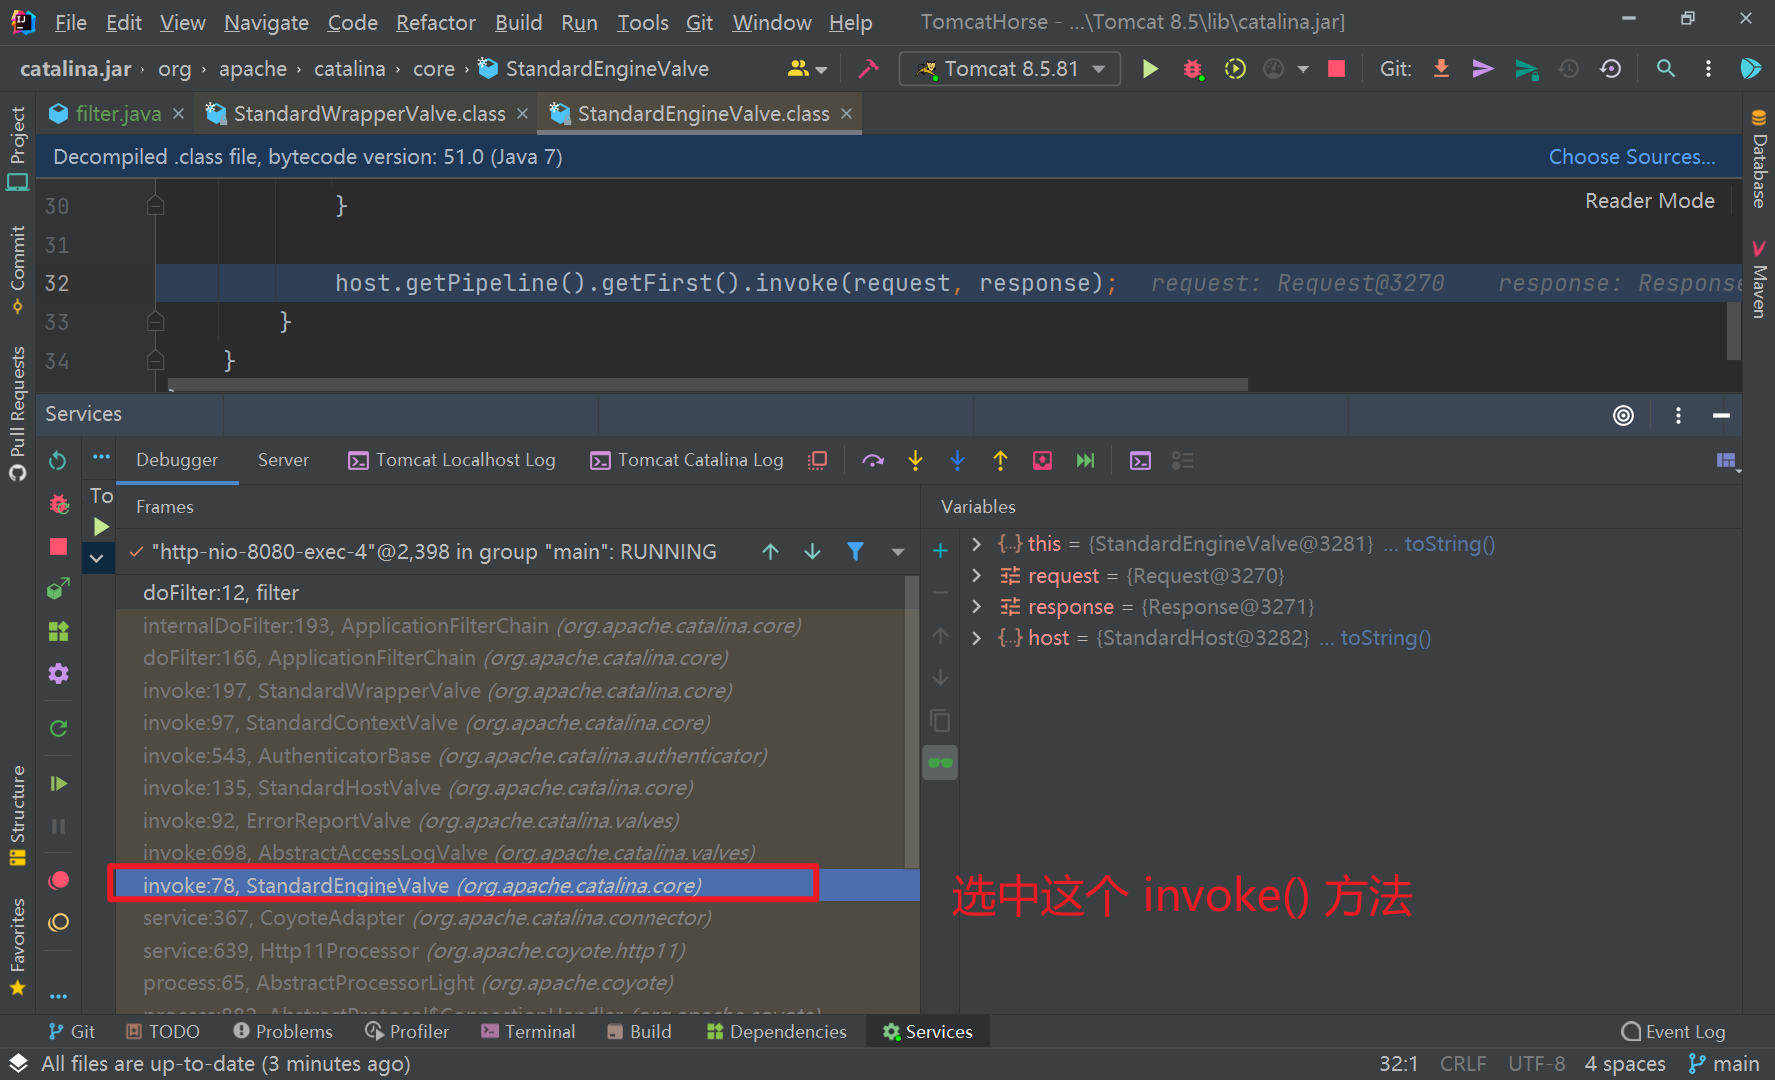 File Edit View Navigate Code Refactor Build Run Tools Git Window Help TomcatHorse - ...\Tomcat 8.5\lib\catalina.jar]
catalina.jar › org › apache › catalina › core › StandardEngineValve Tomcat 8.5.81 Git:
filter.java StandardWrapperValve.class StandardEngineValve.class
Decompiled .class file, bytecode version: 51.0 (Java 7) Choose Sources...
Reader Mode
30 }
31
32 host.getPipeline().getFirst().invoke(request, response); request: Request@3270 response: Response
33 }
34 }
Services
Debugger Server Tomcat Localhost Log Tomcat Catalina Log
To
Frames
"http-nio-8080-exec-4"@2,398 in group "main": RUNNING
doFilter:12, filter
internalDoFilter:193, ApplicationFilterChain (org.apache.catalina.core)
doFilter:166, ApplicationFilterChain (org.apache.catalina.core)
invoke:197, StandardWrapperValve (org.apache.catalina.core)
invoke:97, StandardContextValve (org.apache.catalina.core)
invoke:543, AuthenticatorBase (org.apache.catalina.authenticator)
invoke:135, StandardHostValve (org.apache.catalina.core)
invoke:92, ErrorReportValve (org.apache.catalina.valves)
invoke:698, AbstractAccessLogValve (org.apache.catalina.valves)
invoke:78, StandardEngineValve (org.apache.catalina.core)
service:367, CoyoteAdapter (org.apache.catalina.connector)
service:639, Http11Processor (org.apache.coyote.http11)
process:65, AbstractProcessorLight (org.apache.coyote)
process:882, AbstractProtocol$ConnectionHandler (org.apache.coyote)
Variables
this = {StandardEngineValve@3281} ... toString()
request = {Request@3270}
response = {Response@3271}
host = {StandardHost@3282} ... toString()
选中这个 invoke() 方法
Project
Commit
Pull Requests
Structure
Favorites
Database
Maven
Git TODO Problems Profiler Terminal Build Dependencies Services Event Log
All files are up-to-date (3 minutes ago) 32:1 CRLF UTF-8 4 spaces main